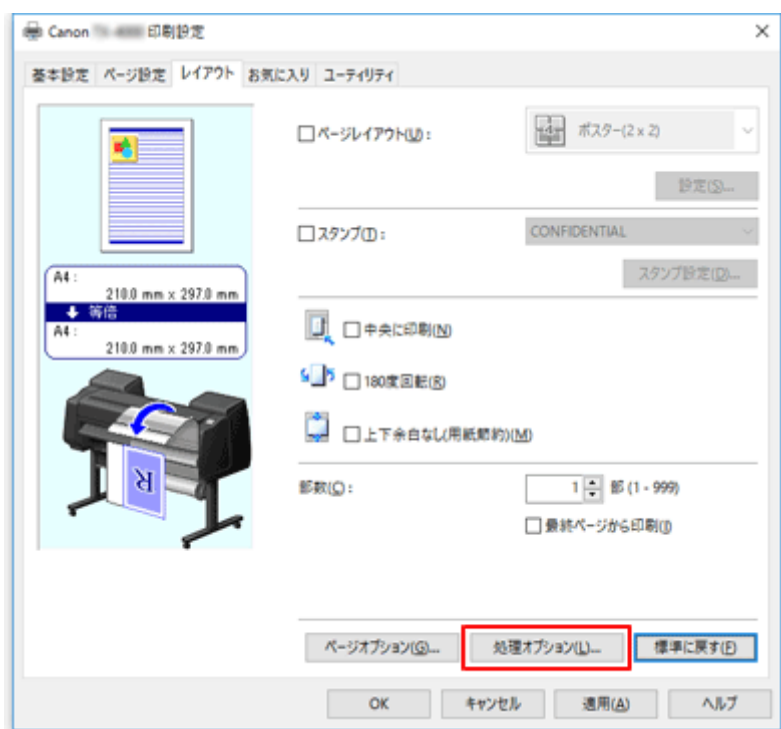 Canon 印刷設定
基本設定 ページ設定 レイアウト お気に入り ユーティリティ
ページレイアウト(U): ポスター(2 x 2)
設定(S)...
スタンプ(T): CONFIDENTIAL
スタンプ設定(D)...
A4 :
210.0 mm x 297.0 mm
等倍
A4 :
210.0 mm x 297.0 mm
中央に印刷(N)
180度回転(R)
上下余白なし(用紙節約)(M)
R
部数(C): 1 部 (1 - 999)
最終ページから印刷(I)
ページオプション(G)... 処理オプション(L)... 標準に戻す(F)
OK キャンセル 適用(A) ヘルプ